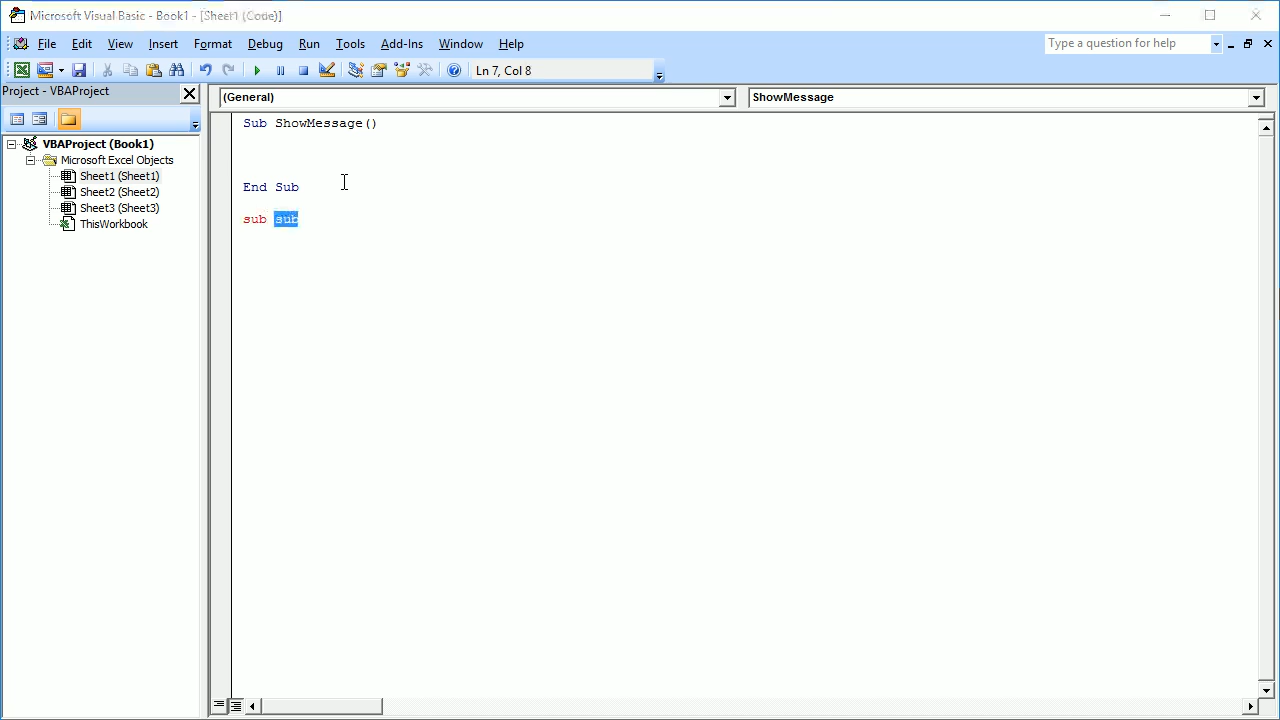 Microsoft Visual Basic - Book1 - [Sheet1 (Code)]
File Edit View Insert Format Debug Run Tools Add-Ins Window Help
Type a question for help
Ln 7, Col 8
Project - VBAProject
(General)
ShowMessage
VBAProject (Book1)
Microsoft Excel Objects
Sheet1 (Sheet1)
Sheet2 (Sheet2)
Sheet3 (Sheet3)
ThisWorkbook
Sub ShowMessage()
End Sub
sub sub